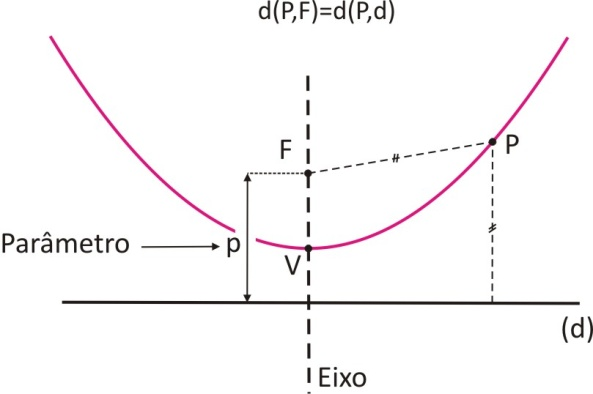 d(P,F)=d(P,d)
F
P
Parâmetro
p
V
(d)
Eixo